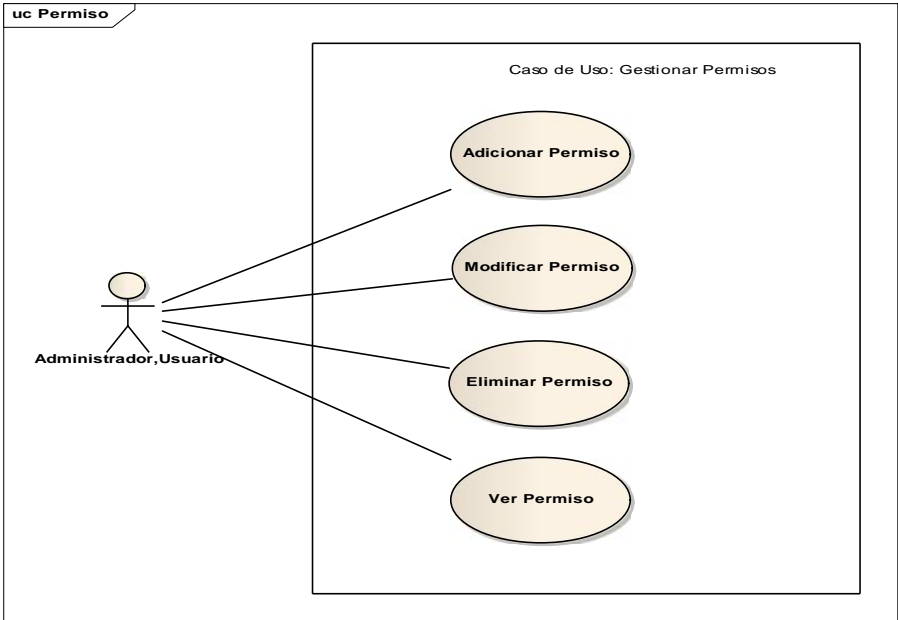 uc Permiso
Caso de Uso: Gestionar Permisos
Adicionar Permiso
Modificar Permiso
Administrador,Usuario
Eliminar Permiso
Ver Permiso